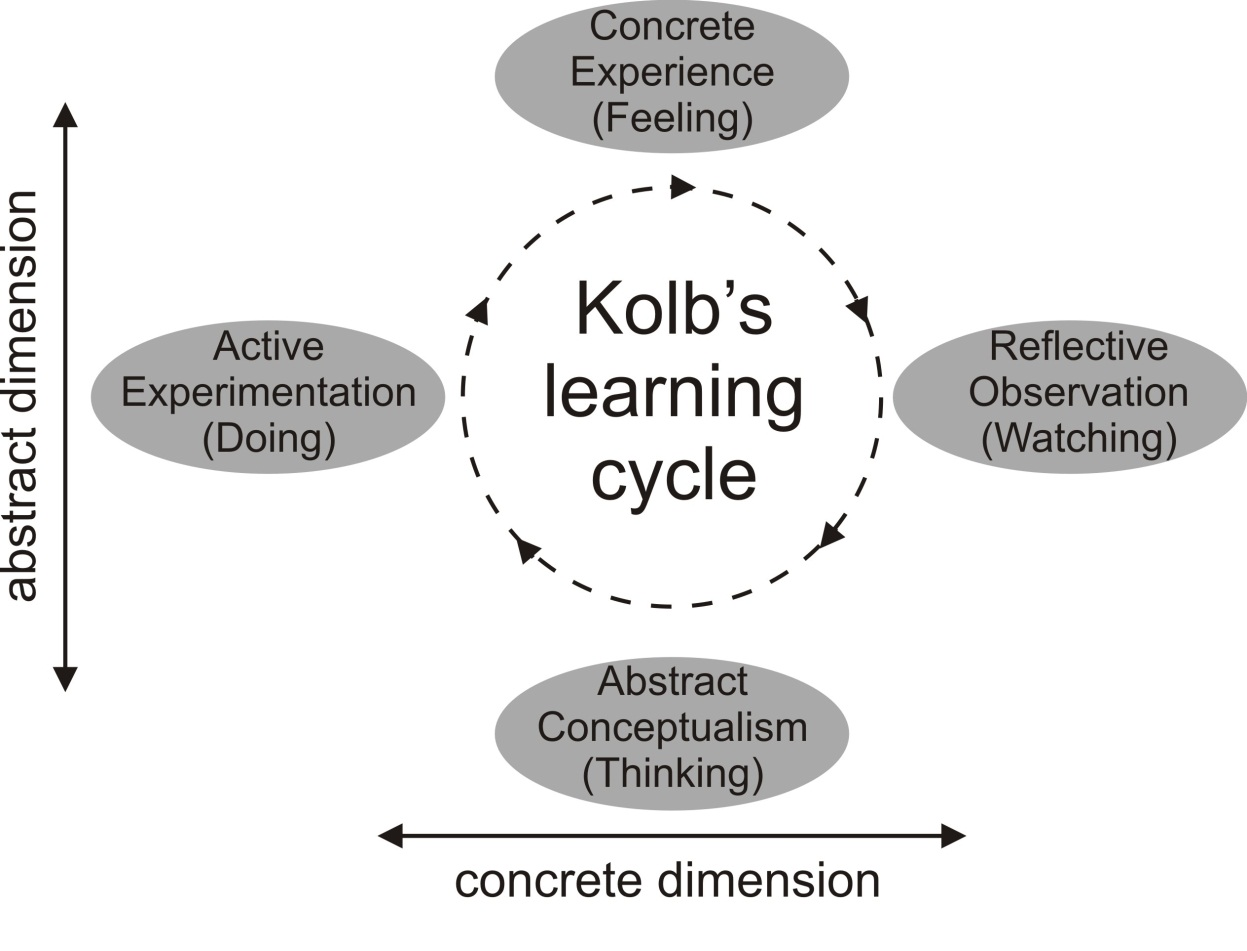 Concrete
Experience
(Feeling)
abstract dimension
Active
Experimentation
(Doing)
Kolb’s
learning
cycle
Reflective
Observation
(Watching)
Abstract
Conceptualism
(Thinking)
concrete dimension